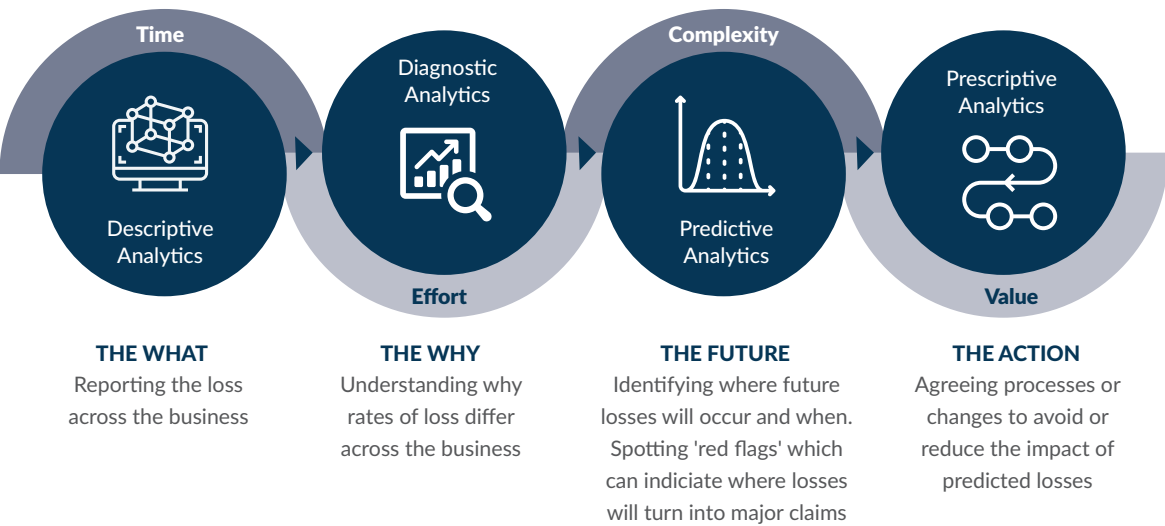 Time
Descriptive
Analytics
Diagnostic
Analytics
Effort
Complexity
Predictive
Analytics
Prescriptive
Analytics
Value
THE WHAT
Reporting the loss
across the business
THE WHY
Understanding why
rates of loss differ
across the business
THE FUTURE
Identifying where future
losses will occur and when.
Spotting 'red flags' which
can indiciate where losses
will turn into major claims
THE ACTION
Agreeing processes or
changes to avoid or
reduce the impact of
predicted losses